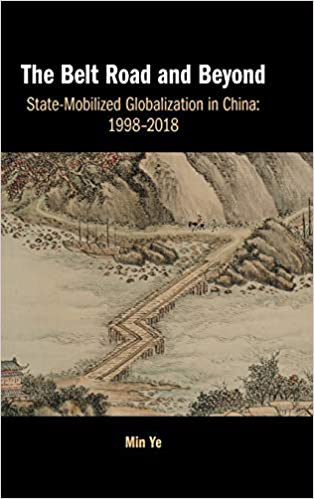 The Belt Road and Beyond
State-Mobilized Globalization in China:
1998–2018
Min Ye